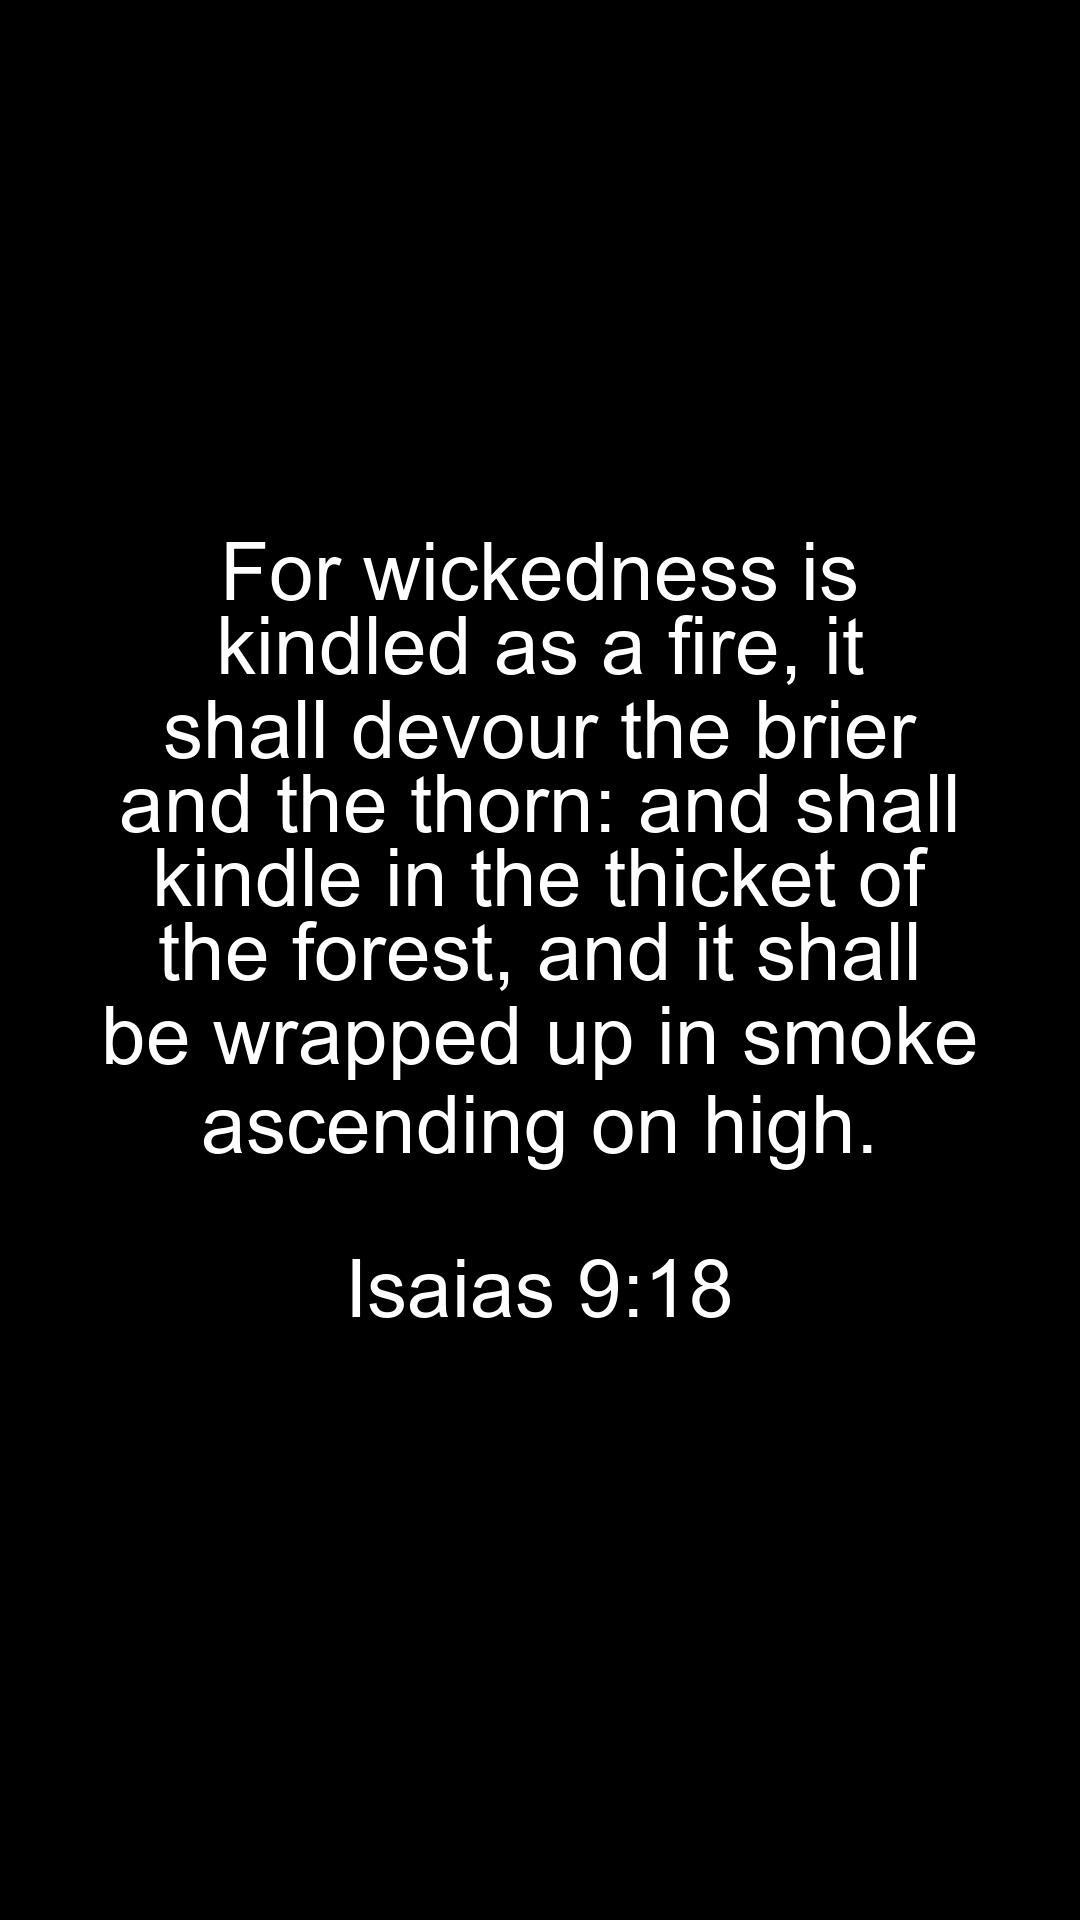 For wickedness is
kindled as a fire, it
shall devour the brier
and the thorn: and shall
kindle in the thicket of
the forest, and it shall
be wrapped up in smoke
ascending on high.
Isaias 9:18